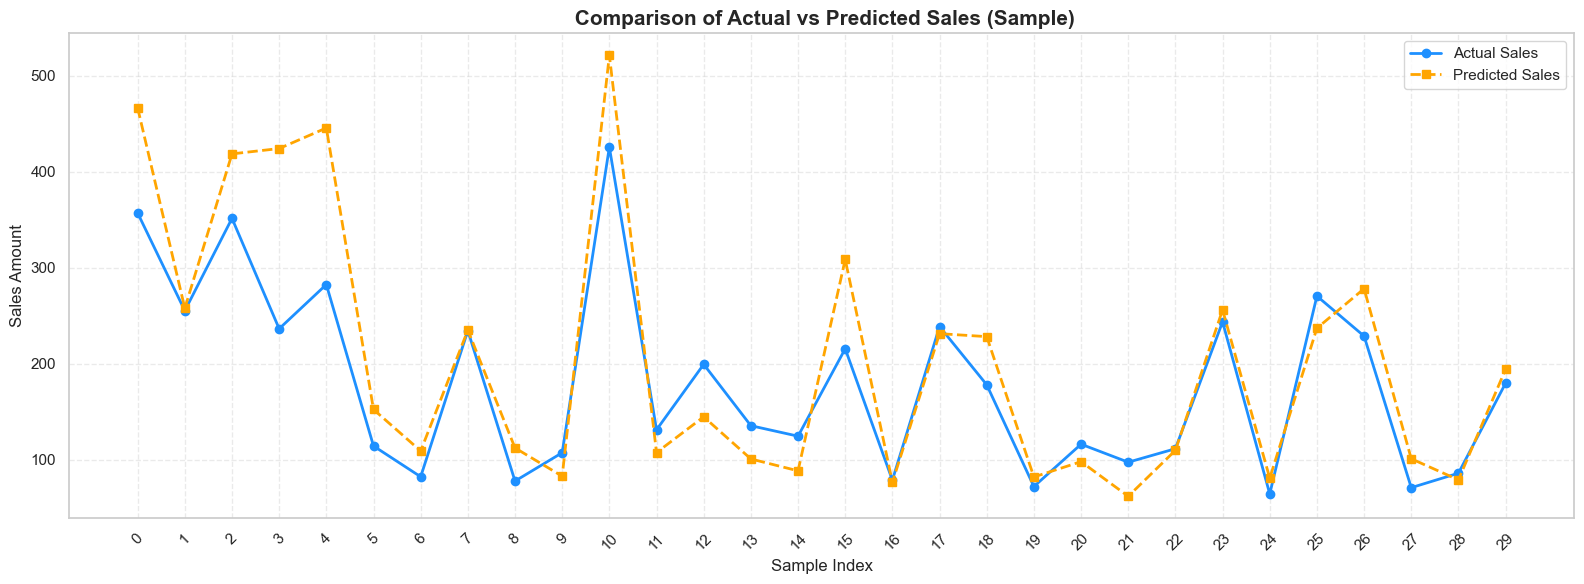 Comparison of Actual vs Predicted Sales (Sample)
Actual Sales
Predicted Sales
Sales Amount
500
400
300
200
100
0 1 2 3 4 5 6 7 8 9 10 11 12 13 14 15 16 17 18 19 20 21 22 23 24 25 26 27 28 29
Sample Index